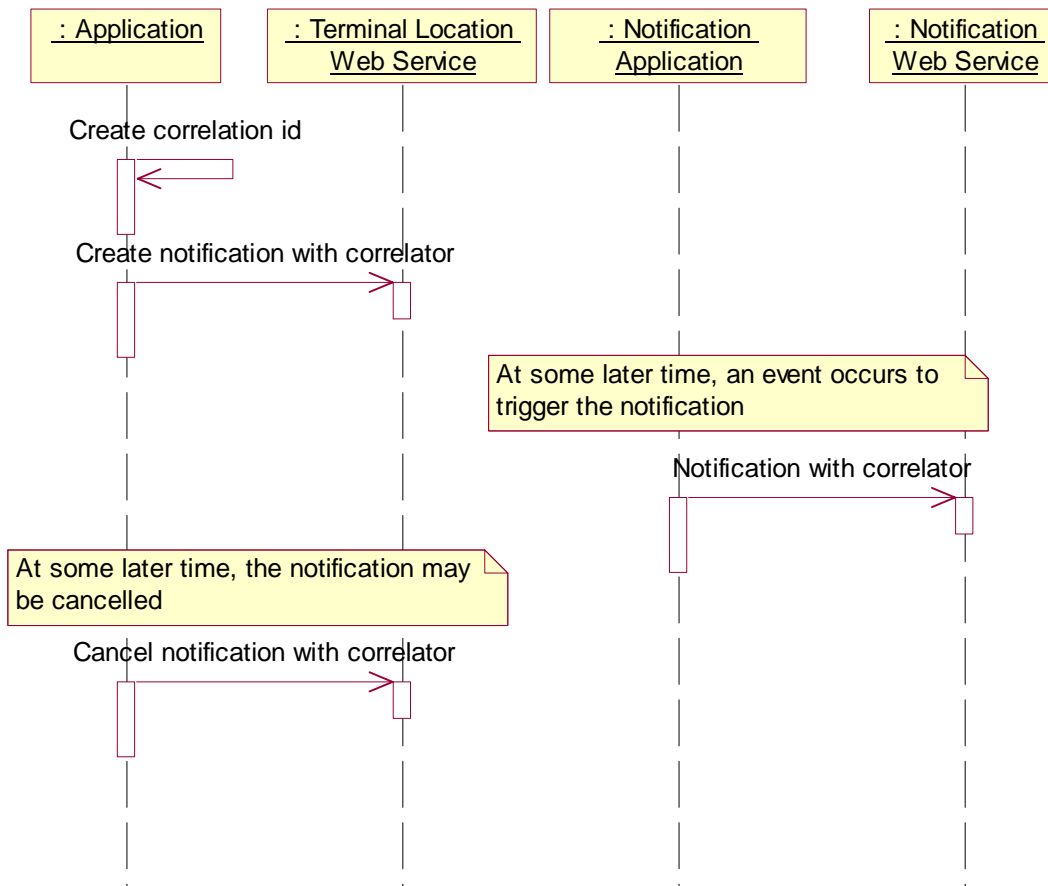 : Application
: Terminal Location
Web Service
: Notification
Application
: Notification
Web Service
Create correlation id
Create notification with correlator
At some later time, an event occurs to
trigger the notification
Notification with correlator
At some later time, the notification may
be cancelled
Cancel notification with correlator